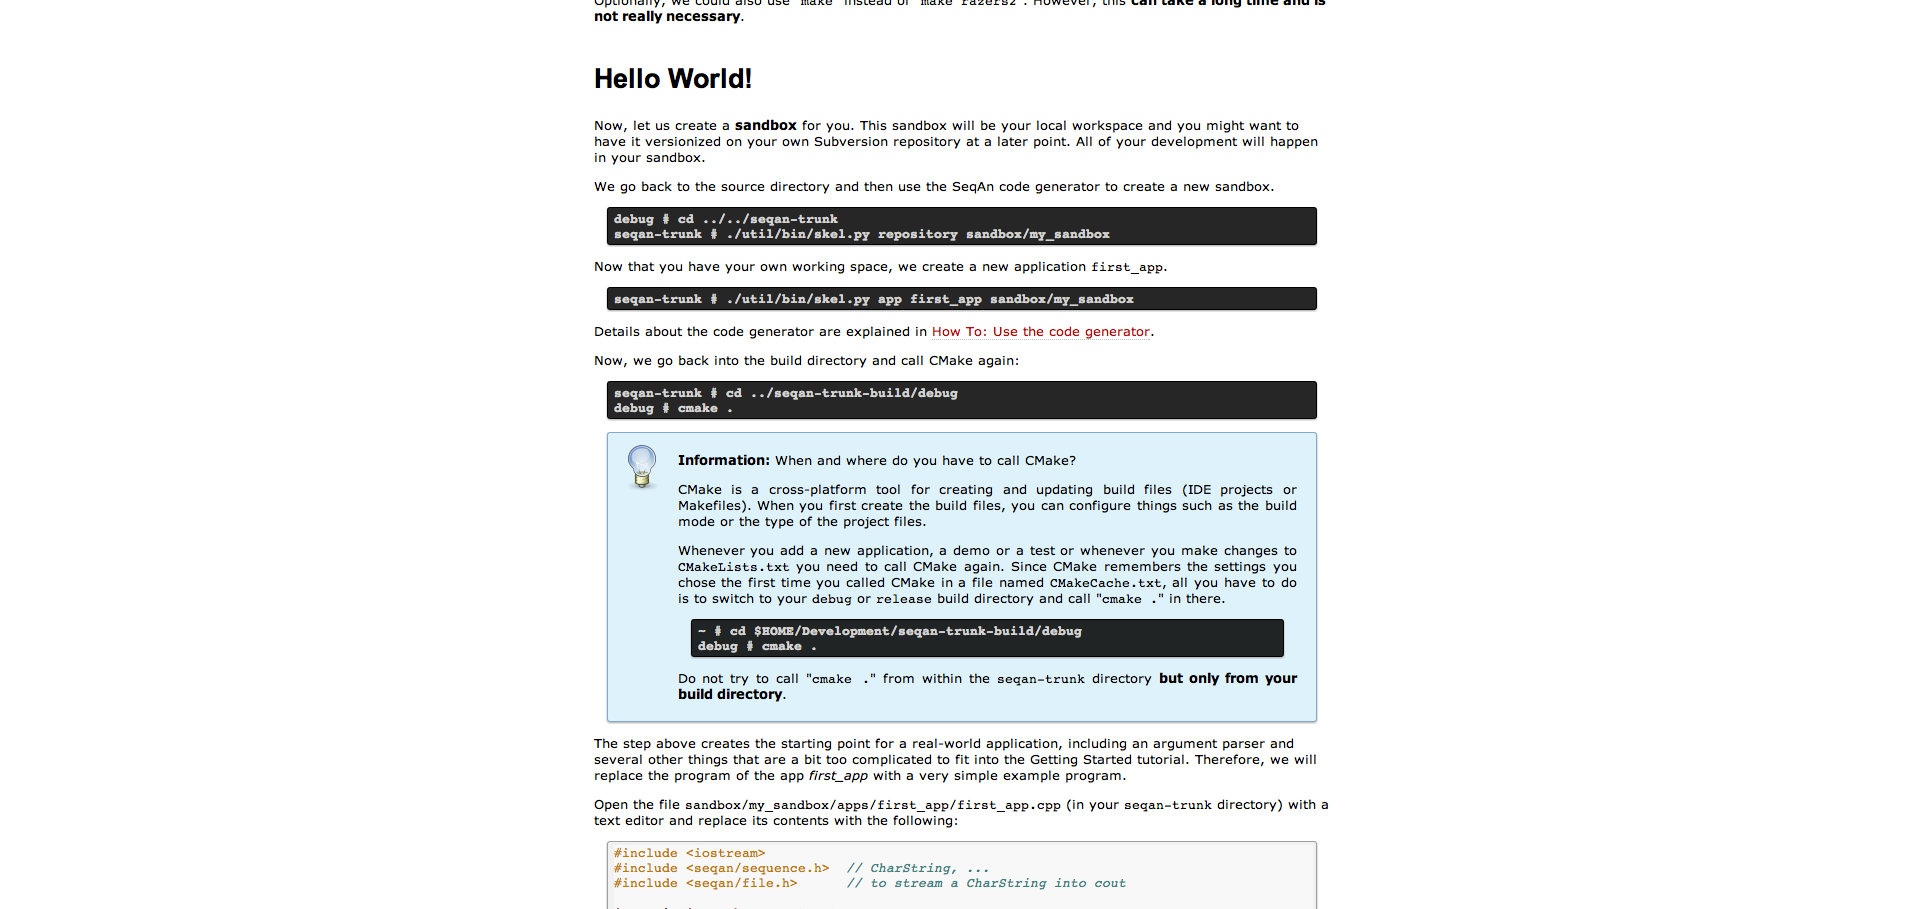 Optionally, we could also use "make" instead of "make razers2". However, this can take a long time and is
not really necessary.
Hello World!
Now, let us create a sandbox for you. This sandbox will be your local workspace and you might want to
have it versionized on your own Subversion repository at a later point. All of your development will happen
in your sandbox.
We go back to the source directory and then use the SeqAn code generator to create a new sandbox.
debug # cd ../../seqan-trunk
seqan-trunk # ./util/bin/skel.py repository sandbox/my_sandbox
Now that you have your own working space, we create a new application first_app.
seqan-trunk # ./util/bin/skel.py app first_app sandbox/my_sandbox
Details about the code generator are explained in How To: Use the code generator.
Now, we go back into the build directory and call CMake again:
seqan-trunk # cd ../seqan-trunk-build/debug
debug # cmake .
Information: When and where do you have to call CMake?
CMake is a cross-platform tool for creating and updating build files (IDE projects or
Makefiles). When you first create the build files, you can configure things such as the build
mode or the type of the project files.
Whenever you add a new application, a demo or a test or whenever you make changes to
CMakeLists.txt you need to call CMake again. Since CMake remembers the settings you
chose the first time you called CMake in a file named CMakeCache.txt, all you have to do
is to switch to your debug or release build directory and call "cmake ." in there.
~ # cd $HOME/Development/seqan-trunk-build/debug
debug # cmake .
Do not try to call "cmake ." from within the seqan-trunk directory but only from your
build directory.
The step above creates the starting point for a real-world application, including an argument parser and
several other things that are a bit too complicated to fit into the Getting Started tutorial. Therefore, we will
replace the program of the app first_app with a very simple example program.
Open the file sandbox/my_sandbox/apps/first_app/first_app.cpp (in your seqan-trunk directory) with a
text editor and replace its contents with the following:
#include <iostream>
#include <seqan/sequence.h>  // CharString, ...
#include <seqan/file.h>      // to stream a CharString into cout